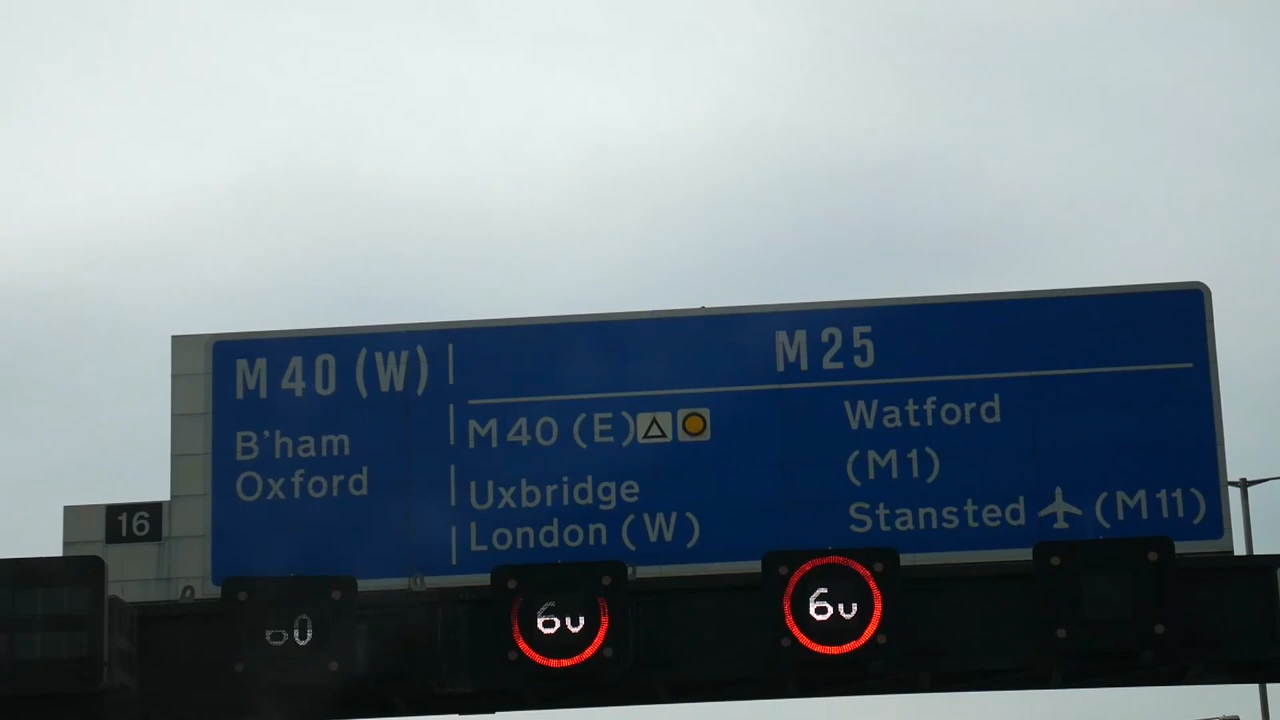 M40 (W)
B'ham
Oxford
M25
M40 (E)
Uxbridge
London (W)
Watford
(M1)
Stansted (M11)
16
60
60
60